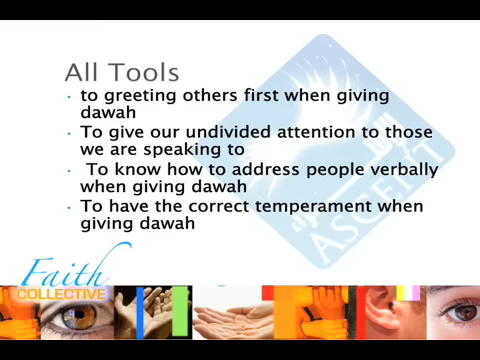 All Tools
• to greeting others first when giving
dawah
• To give our undivided attention to those
we are speaking to
• To know how to address people verbally
when giving dawah
• To have the correct temperament when
giving dawah
ASCENT
Faith
COLLECTIVE